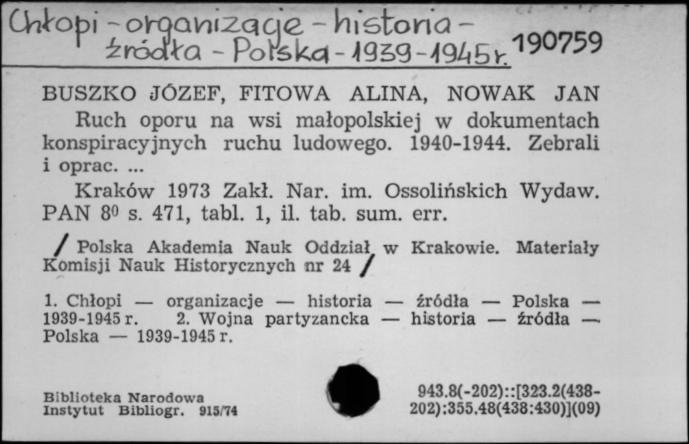 Chłopi - organizacje - historia -
źródła - Polska - 1939-1945 r. 190759
BUSZKO JÓZEF, FITOWA ALINA, NOWAK JAN
Ruch oporu na wsi małopolskiej w dokumentach
konspiracyjnych ruchu ludowego. 1940-1944. Zebrali
i oprac. ...
Kraków 1973 Zakł. Nar. im. Ossolińskich Wydaw.
PAN 8⁰ s. 471, tabl. 1, il. tab. sum. err.
/ Polska Akademia Nauk Oddział w Krakowie. Materiały
Komisji Nauk Historycznych nr 24 /
1. Chłopi — organizacje — historia — źródła — Polska —
1939-1945 r. 2. Wojna partyzancka — historia — źródła —
Polska — 1939-1945 r.
Biblioteka Narodowa
Instytut Bibliogr. 915/74
943.8(-202)::[323.2(438-
202):355.48(438:430)](09)